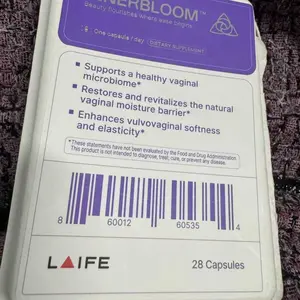 NERBLOOM™
Beauty flourishes where ease begins
One capsule / day DIETARY SUPPLEMENT
▪ Supports a healthy vaginal
microbiome*
▪ Restores and revitalizes the natural
vaginal moisture barrier*
▪ Enhances vulvovaginal softness
and elasticity*
*These statements have not been evaluated by the Food and Drug Administration.
This product is not intended to diagnose, treat, cure, or prevent any disease.
8 60012 60535 4
LAIFE 28 Capsules